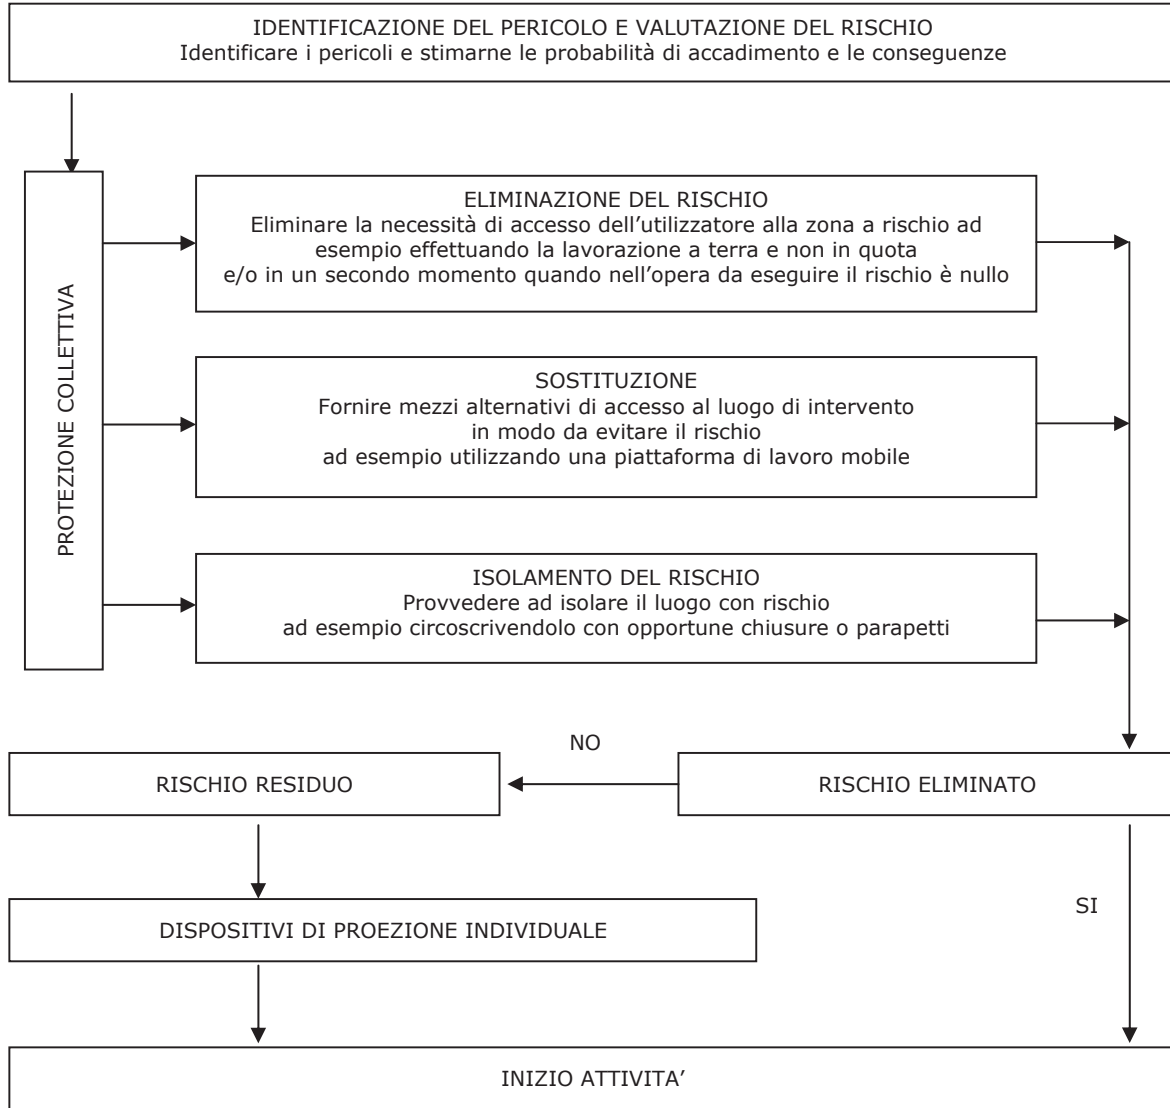 IDENTIFICAZIONE DEL PERICOLO E VALUTAZIONE DEL RISCHIO
Identificare i pericoli e stimarne le probabilità di accadimento e le conseguenze
PROTEZIONE COLLETTIVA
ELIMINAZIONE DEL RISCHIO
Eliminare la necessità di accesso dell’utilizzatore alla zona a rischio ad
esempio effettuando la lavorazione a terra e non in quota
e/o in un secondo momento quando nell’opera da eseguire il rischio è nullo
SOSTITUZIONE
Fornire mezzi alternativi di accesso al luogo di intervento
in modo da evitare il rischio
ad esempio utilizzando una piattaforma di lavoro mobile
ISOLAMENTO DEL RISCHIO
Provvedere ad isolare il luogo con rischio
ad esempio circoscrivendolo con opportune chiusure o parapetti
NO
RISCHIO RESIDUO
RISCHIO ELIMINATO
SI
DISPOSITIVI DI PROEZIONE INDIVIDUALE
INIZIO ATTIVITA’